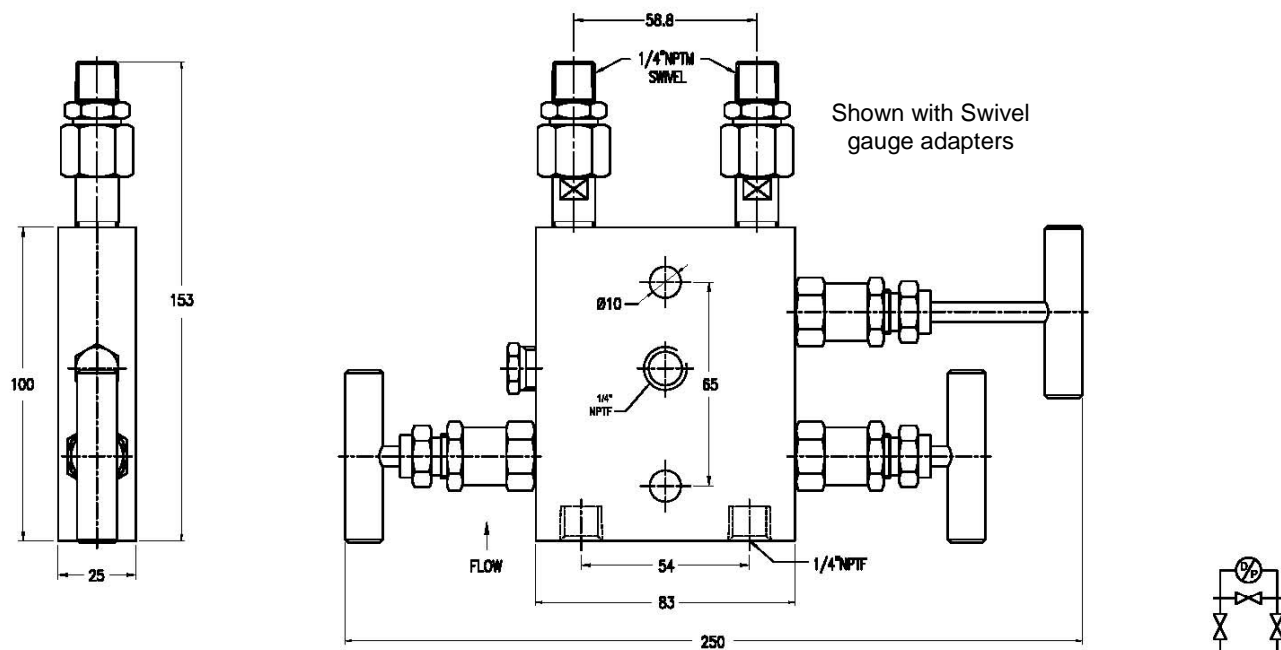 58.8
1/4"NPTM
SWIVEL
Shown with Swivel
gauge adapters
153
100
25
Ø10
65
1/4"
NPTF
FLOW
54
1/4"NPTF
83
250
D/P